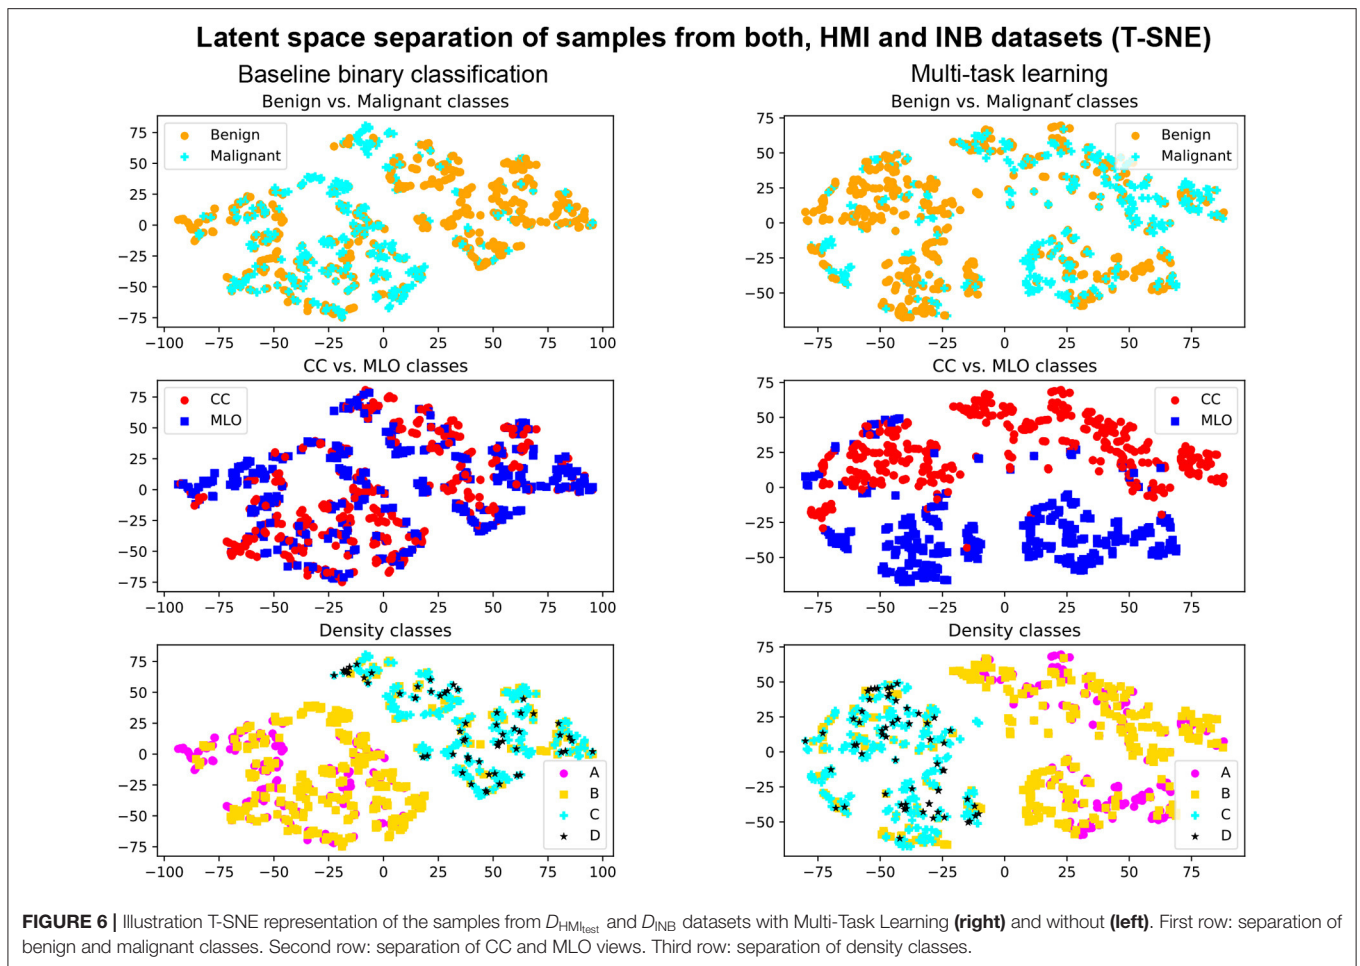 Latent space separation of samples from both, HMI and INB datasets (T-SNE)
Baseline binary classification
Multi-task learning
Benign vs. Malignant classes
Benign
Malignant
75
50
25
0
−25
−50
−75
−100 −75 −50 −25 0 25 50 75 100
Benign vs. Malignant classes
Benign
Malignant
75
50
25
0
−25
−50
−75 −50 −25 0 25 50 75
CC vs. MLO classes
CC
MLO
75
50
25
0
−25
−50
−75
−100 −75 −50 −25 0 25 50 75 100
CC vs. MLO classes
CC
MLO
75
50
25
0
−25
−50
−75 −50 −25 0 25 50 75
Density classes
75
50
25
0
−25
−50
−75
A
B
C
D
−100 −75 −50 −25 0 25 50 75 100
Density classes
75
50
25
0
−25
−50
A
B
C
D
−75 −50 −25 0 25 50 75
FIGURE 6 | Illustration T-SNE representation of the samples from D_HMI_test and D_INB datasets with Multi-Task Learning (right) and without (left). First row: separation of
benign and malignant classes. Second row: separation of CC and MLO views. Third row: separation of density classes.